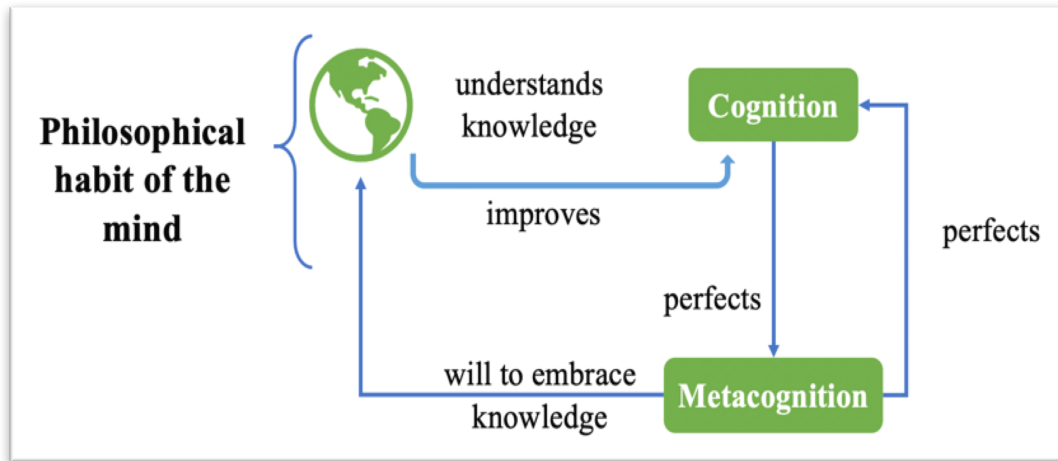 Philosophical
habit of the
mind
understands
knowledge
improves
Cognition
perfects
perfects
will to embrace
knowledge
Metacognition